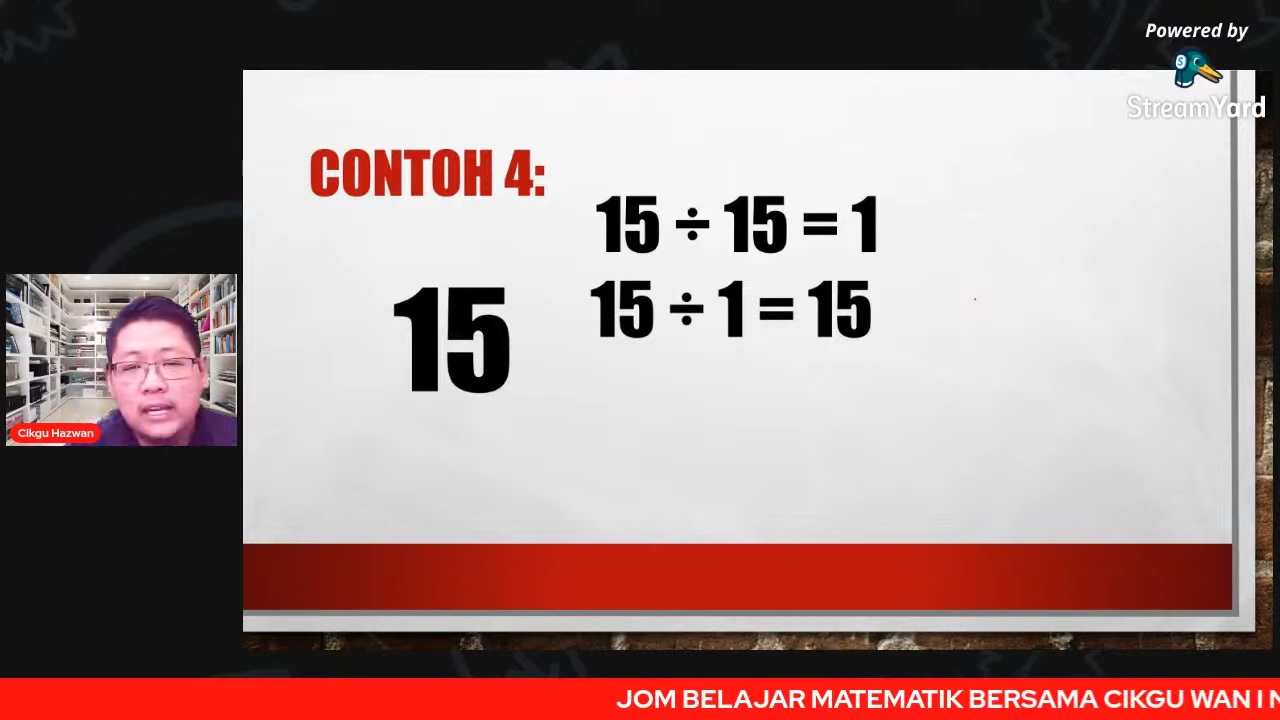 Powered by
StreamYard
CONTOH 4:
15 ÷ 15 = 1
15 ÷ 1 = 15
15
Cikgu Hazwan
JOM BELAJAR MATEMATIK BERSAMA CIKGU WAN I